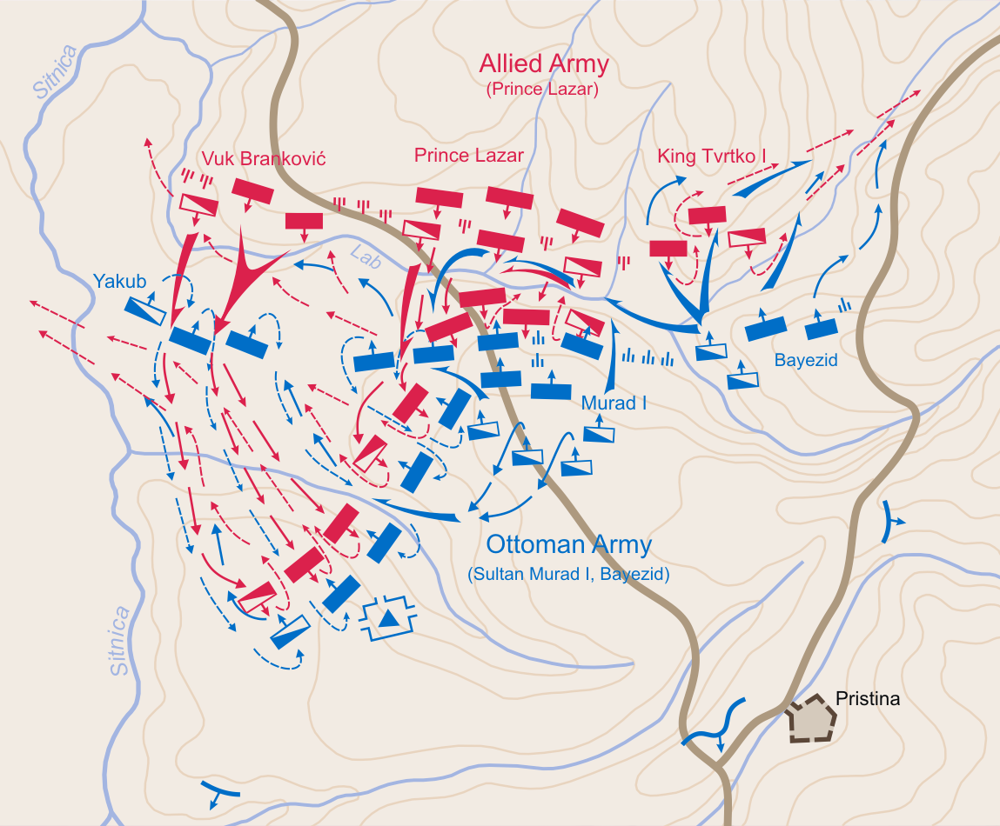 Sitnica
Allied Army
(Prince Lazar)
Vuk Branković
Prince Lazar
King Tvrtko I
Lab
Yakub
Bayezid
Murad I
Ottoman Army
(Sultan Murad I, Bayezid)
Sitnica
Pristina